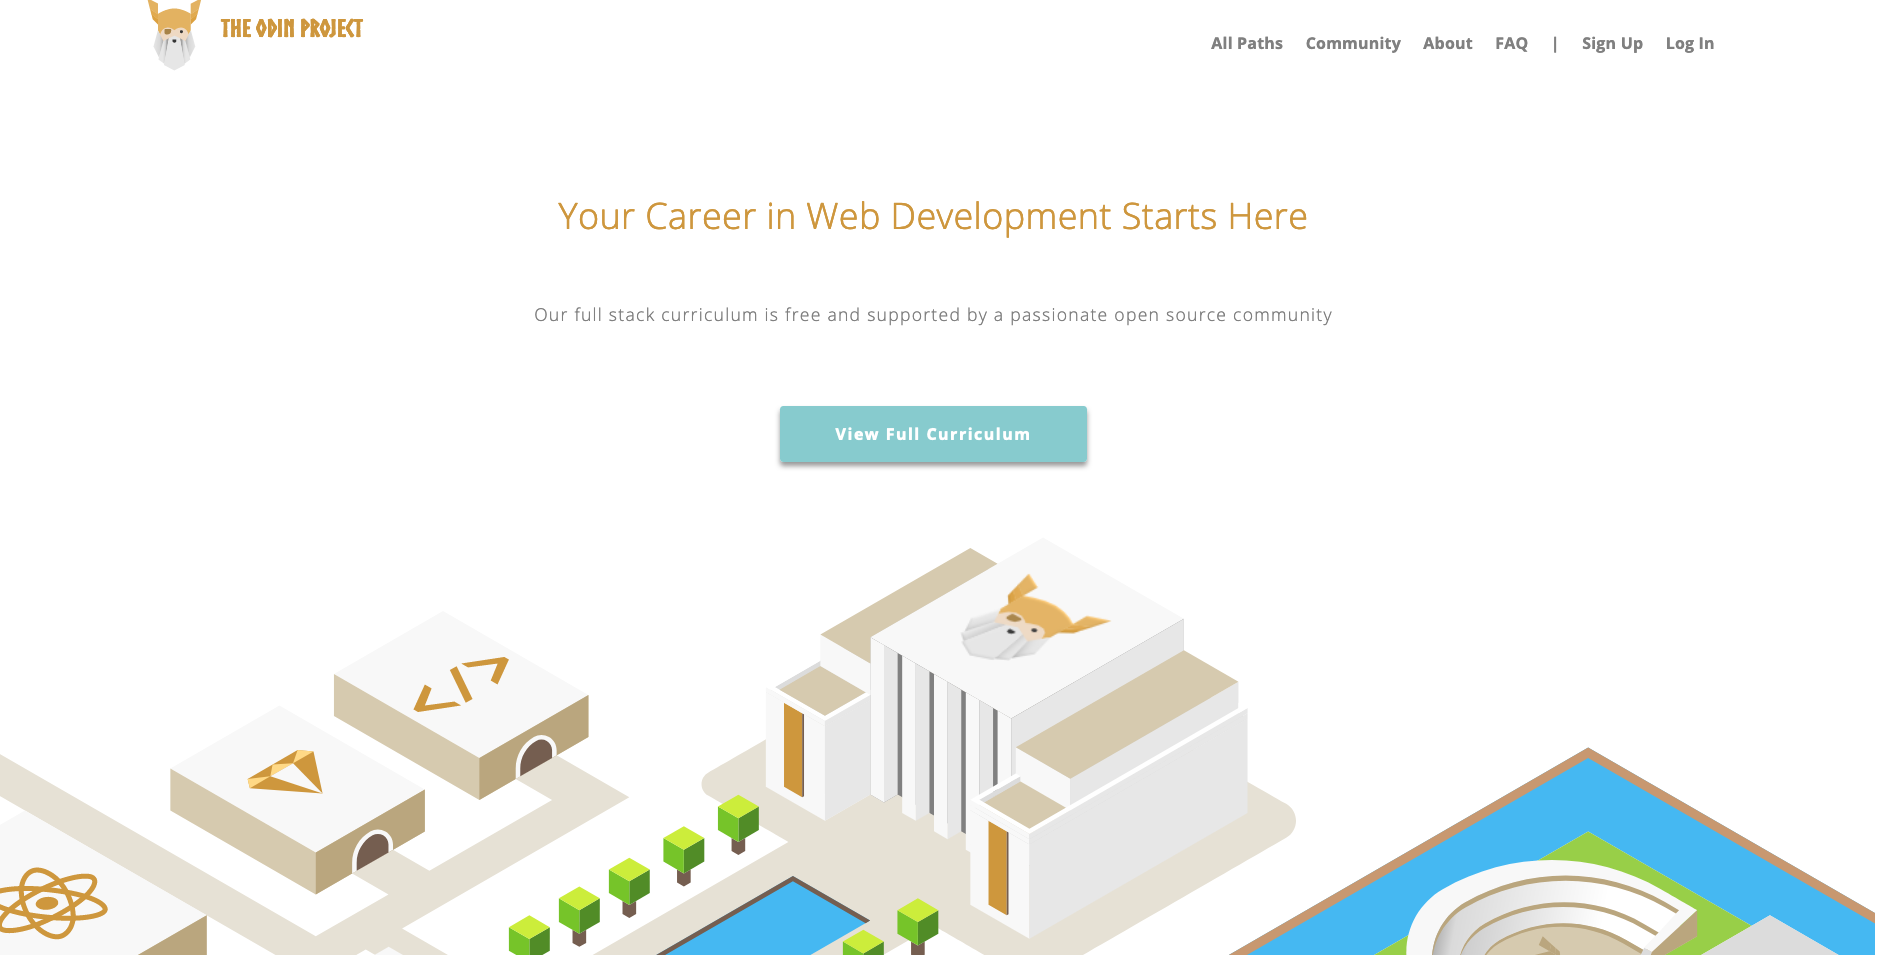 THE ODIN PROJECT
All Paths Community About FAQ | Sign Up Log In
Your Career in Web Development Starts Here
Our full stack curriculum is free and supported by a passionate open source community
View Full Curriculum
</>